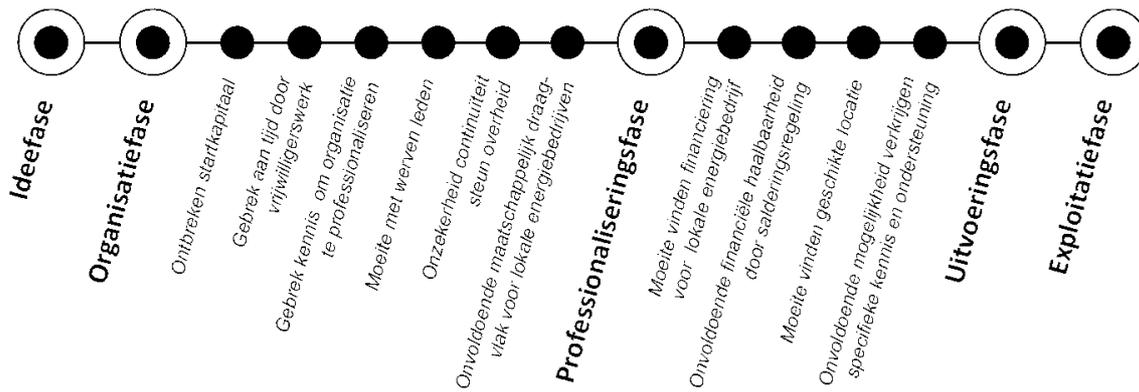 Ideefase
Organisatiefase
Ontbreken startkapitaal
Gebrek aan tijd door
vrijwilligerswerk
Gebrek kennis om organisatie
te professionaliseren
Moeite met werven leden
Onzekerheid continuïteit
steun overheid
Onvoldoende maatschappelijk draag-
vlak voor lokale energiebedrijven
Professionaliseringsfase
Moeite vinden financiering
voor lokale energiebedrijf
Onvoldoende financiële haalbaarheid
door salderingsregeling
Moeite vinden geschikte locatie
Onvoldoende mogelijkheid verkrijgen
specifieke kennis en ondersteuning
Uitvoeringsfase
Exploitatiefase